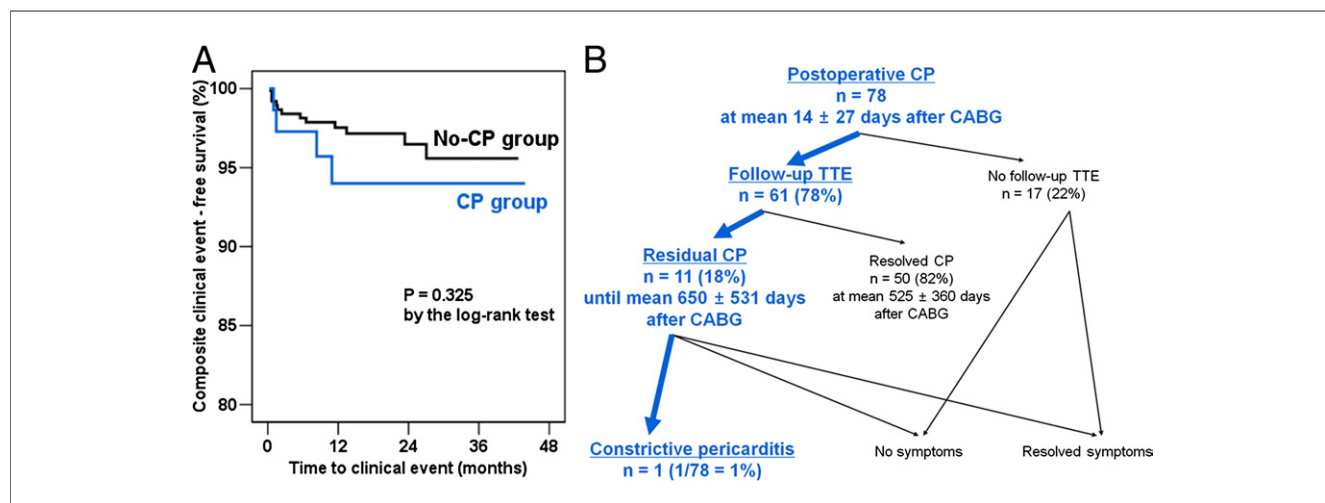 A
Composite clinical event - free survival (%)
100
95
90
85
80
No-CP group
CP group
P = 0.325
by the log-rank test
0 12 24 36 48
Time to clinical event (months)
B
Postoperative CP
n = 78
at mean 14 ± 27 days after CABG
Follow-up TTE
n = 61 (78%)
No follow-up TTE
n = 17 (22%)
Residual CP
n = 11 (18%)
until mean 650 ± 531 days
after CABG
Resolved CP
n = 50 (82%)
at mean 525 ± 360 days
after CABG
Constrictive pericarditis
n = 1 (1/78 = 1%)
No symptoms
Resolved symptoms